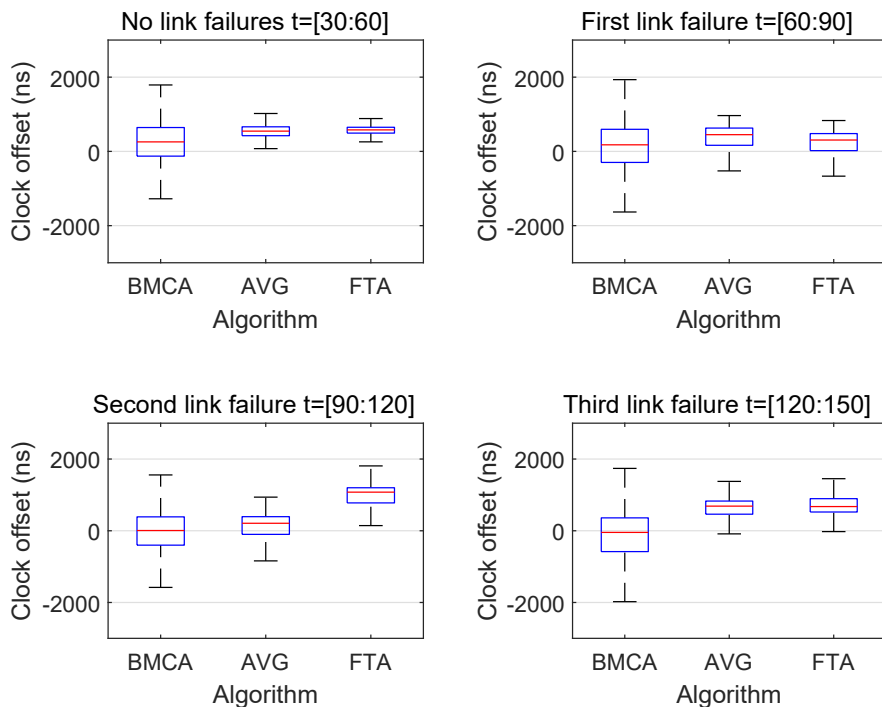 No link failures t=[30:60]
Clock offset (ns)
2000
0
-2000
BMCA AVG FTA
Algorithm
First link failure t=[60:90]
Clock offset (ns)
2000
0
-2000
BMCA AVG FTA
Algorithm
Second link failure t=[90:120]
Clock offset (ns)
2000
0
-2000
BMCA AVG FTA
Algorithm
Third link failure t=[120:150]
Clock offset (ns)
2000
0
-2000
BMCA AVG FTA
Algorithm